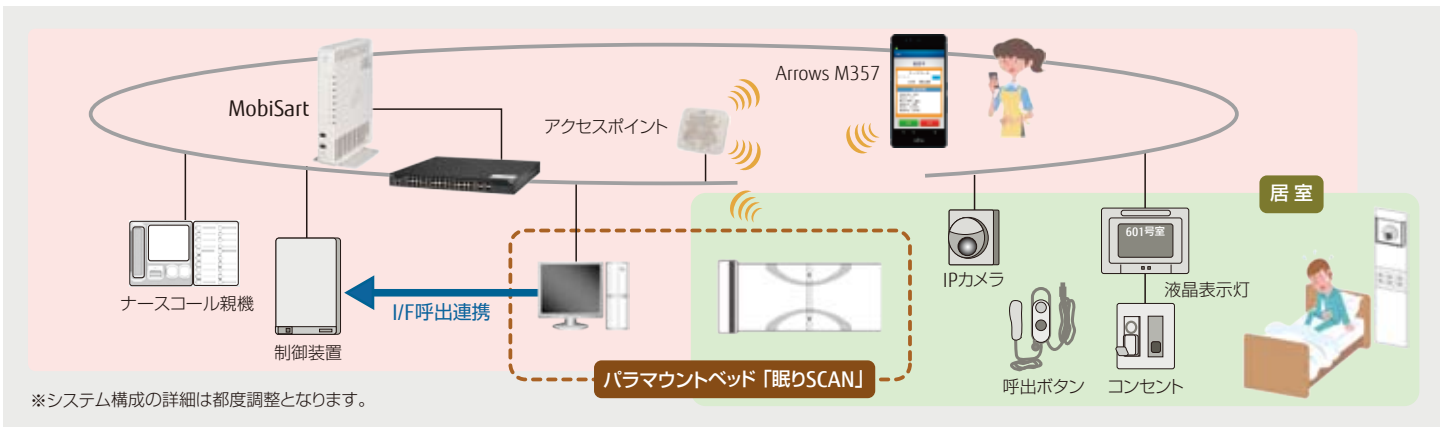 Arrows M357
MobiSart
アクセスポイント
居室
601号室
IPカメラ
液晶表示灯
ナースコール親機
I/F呼出連携
制御装置
パラマウントベッド「眠りSCAN」
呼出ボタン
コンセント
※システム構成の詳細は都度調整となります。